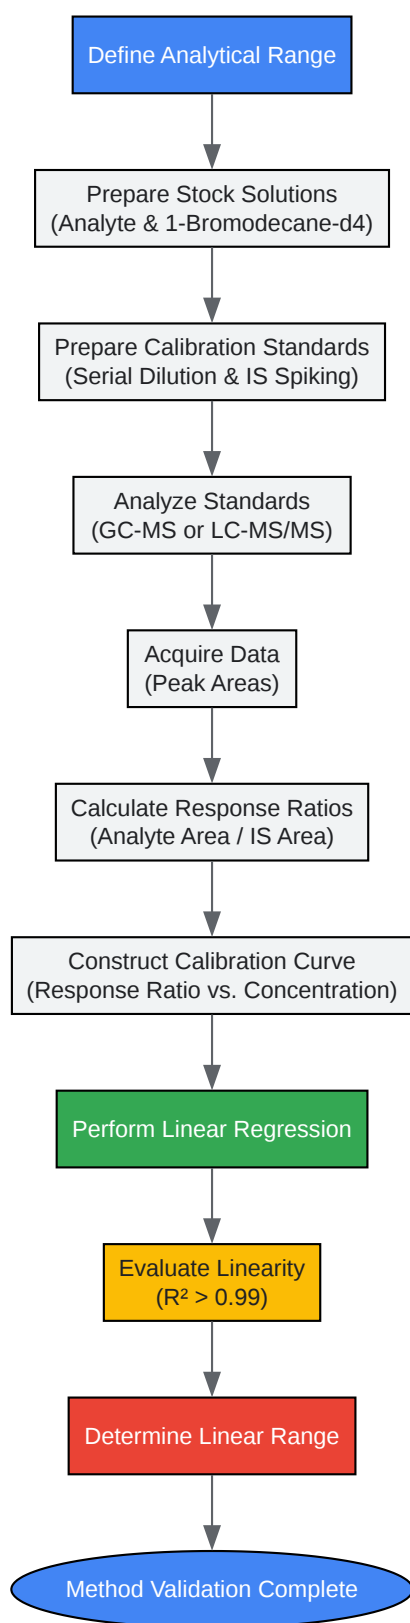 Define Analytical Range
Prepare Stock Solutions
(Analyte & 1-Bromodecane-d4)
Prepare Calibration Standards
(Serial Dilution & IS Spiking)
Analyze Standards
(GC-MS or LC-MS/MS)
Acquire Data
(Peak Areas)
Calculate Response Ratios
(Analyte Area / IS Area)
Construct Calibration Curve
(Response Ratio vs. Concentration)
Perform Linear Regression
Evaluate Linearity
(R² > 0.99)
Determine Linear Range
Method Validation Complete